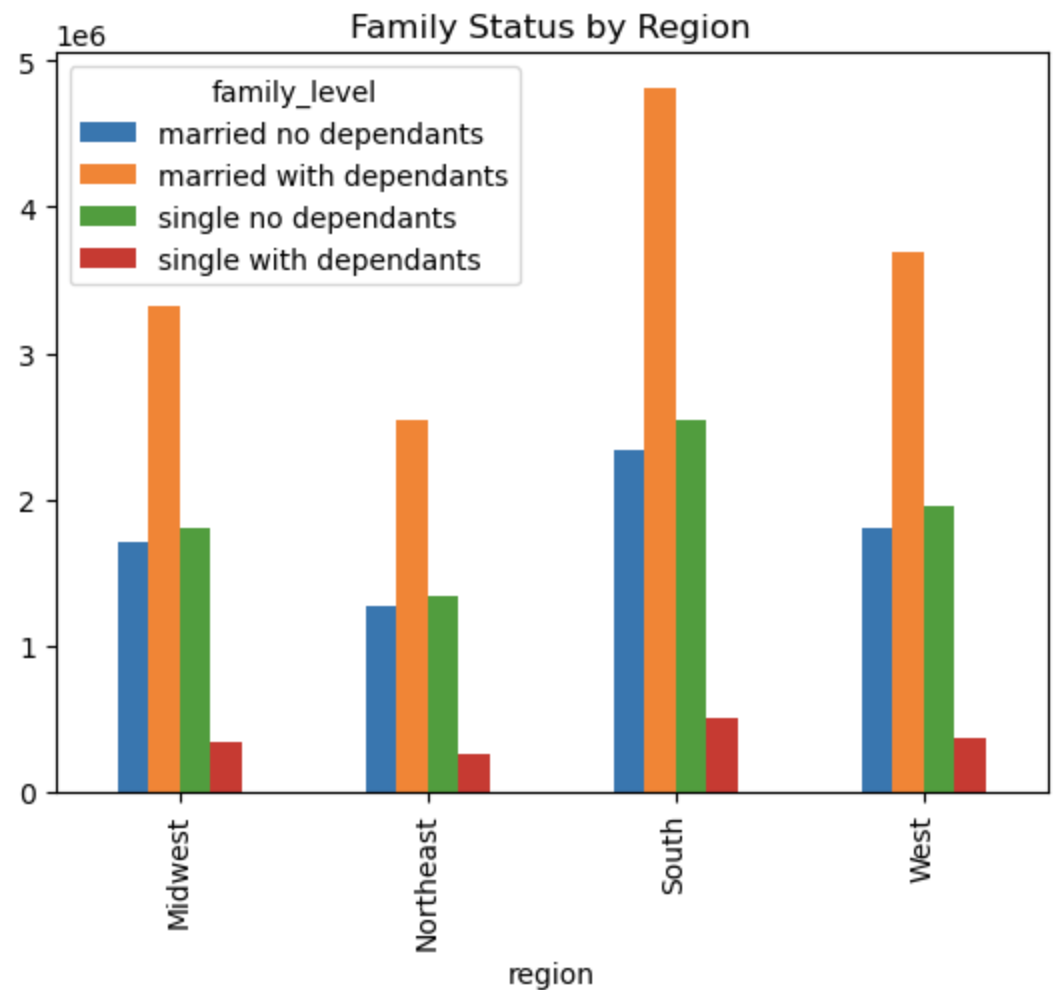 Family Status by Region
1e6
5
4
3
2
1
0
family_level
married no dependants
married with dependants
single no dependants
single with dependants
Midwest
Northeast
South
West
region